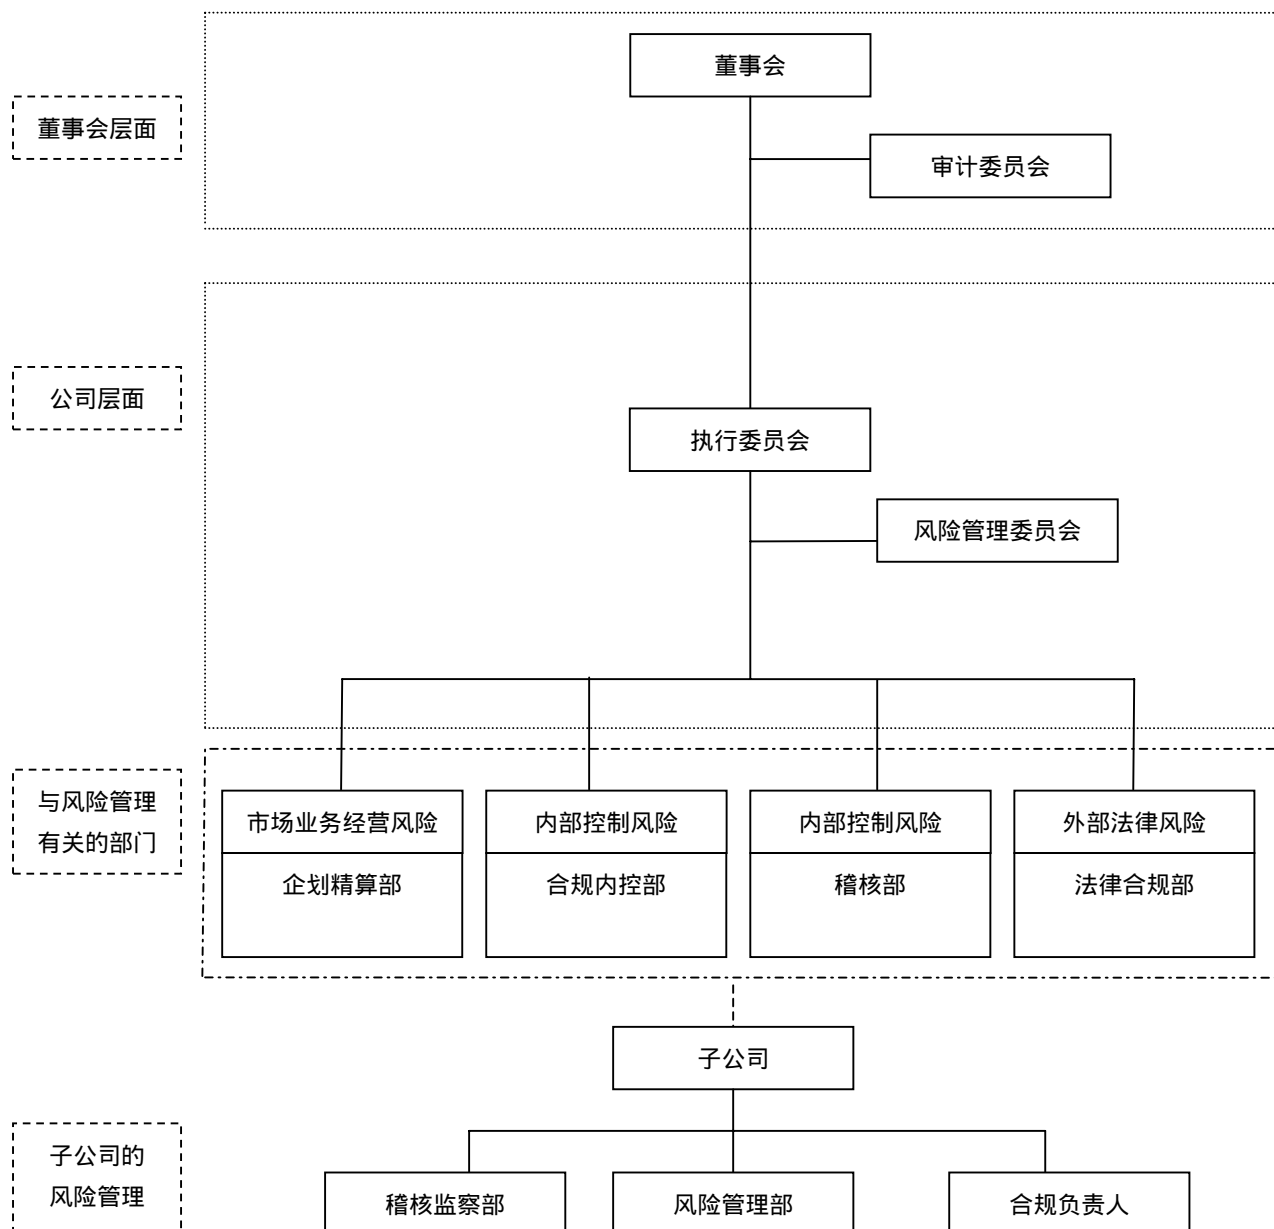 董事会
董事会层面
审计委员会
公司层面
执行委员会
风险管理委员会
与风险管理
有关的部门
市场业务经营风险
内部控制风险
内部控制风险
外部法律风险
企划精算部
合规内控部
稽核部
法律合规部
子公司
子公司的
风险管理
稽核监察部
风险管理部
合规负责人